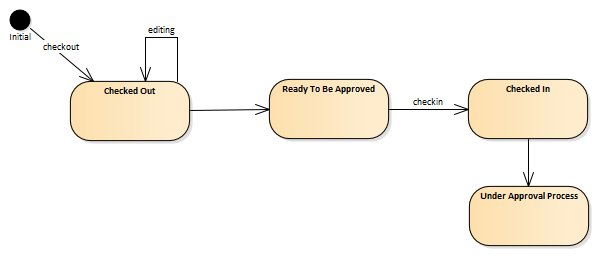 Initial
checkout
editing
Checked Out
Ready To Be Approved
checkin
Checked In
Under Approval Process